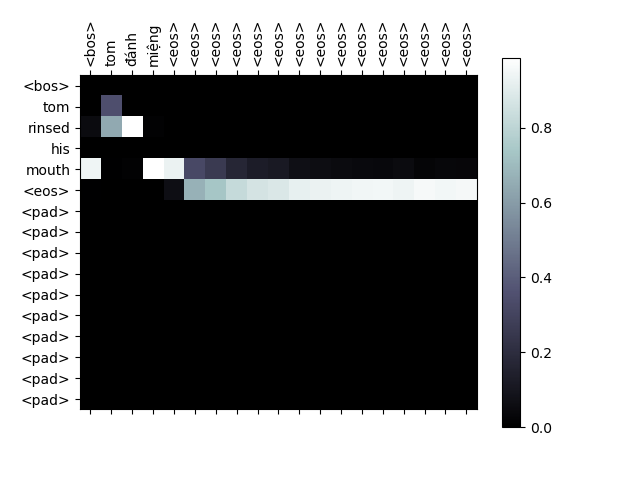 <bos> tom đánh miệng <eos> <eos> <eos> <eos> <eos> <eos> <eos> <eos> <eos> <eos> <eos> <eos> <eos> <eos> <eos>
<bos>
tom
rinsed
his
mouth
<eos>
<pad>
<pad>
<pad>
<pad>
<pad>
<pad>
<pad>
<pad>
<pad>
<pad>
0.8
0.6
0.4
0.2
0.0